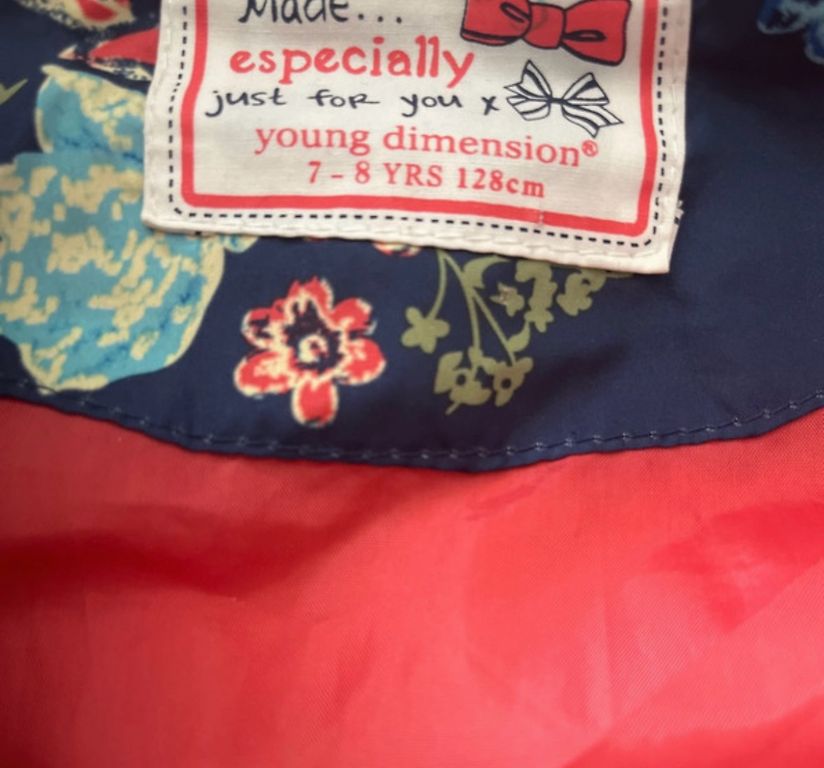 Made...
especially
just for you x
young dimension®
7 - 8 YRS 128cm